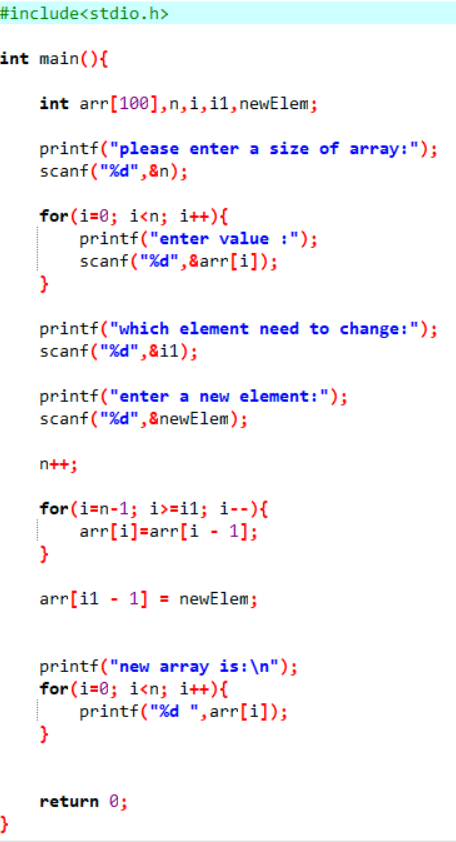 #include<stdio.h>
int main(){
int arr[100],n,i,i1,newElem;
printf("please enter a size of array:");
scanf("%d",&n);
for(i=0; i<n; i++){
printf("enter value :");
scanf("%d",&arr[i]);
}
printf("which element need to change:");
scanf("%d",&i1);
printf("enter a new element:");
scanf("%d",&newElem);
n++;
for(i=n-1; i>=i1; i--){
arr[i]=arr[i - 1];
}
arr[i1 - 1] = newElem;
printf("new array is:\n");
for(i=0; i<n; i++){
printf("%d ",arr[i]);
}
return 0;
}